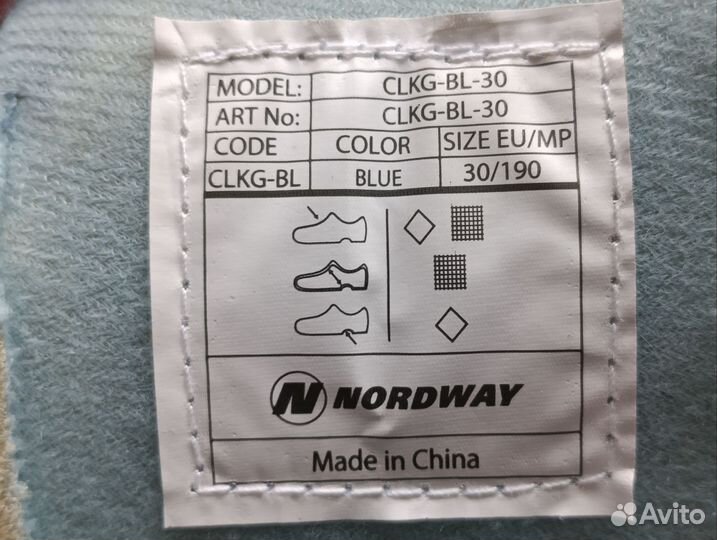 MODEL: CLKG-BL-30
ART No: CLKG-BL-30
CODE COLOR SIZE EU/MP
CLKG-BL BLUE 30/190
N NORDWAY
Made in China
Avito